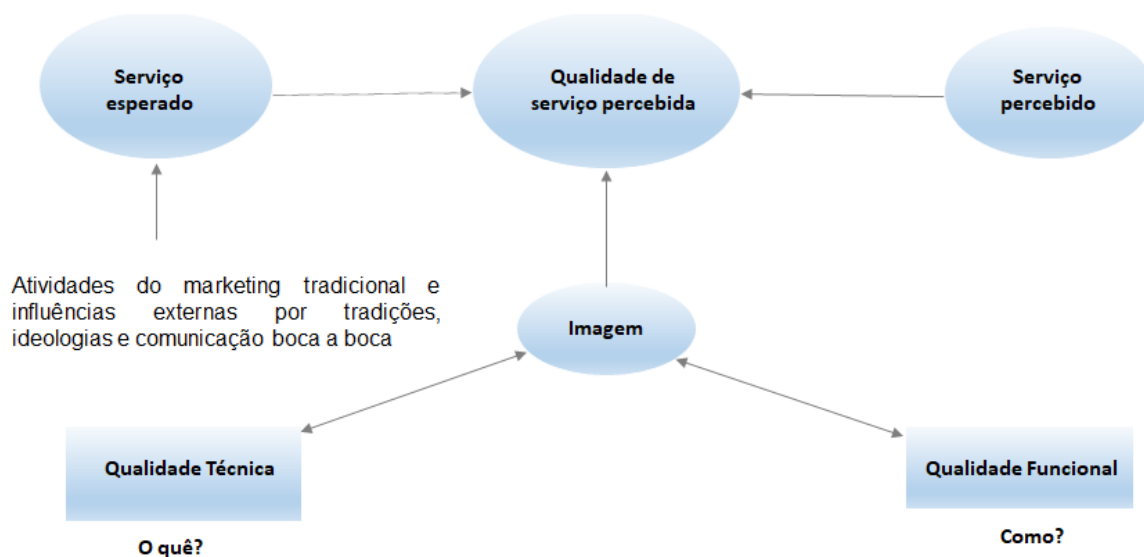 Serviço
esperado
Qualidade de
serviço percebida
Serviço
percebido
Atividades do marketing tradicional e
influências externas por tradições,
ideologias e comunicação boca a boca
Imagem
Qualidade Técnica
Qualidade Funcional
O quê?
Como?